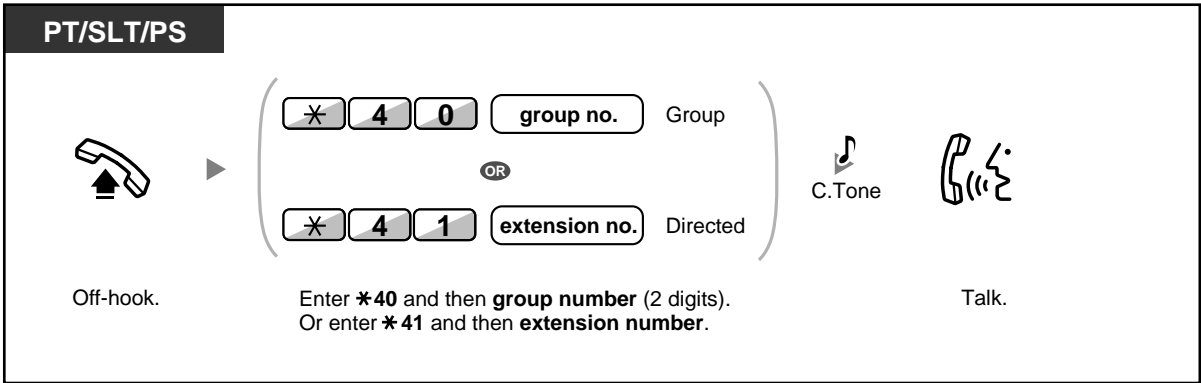 PT/SLT/PS
* 4 0 group no. Group
OR
* 4 1 extension no. Directed
C.Tone
Off-hook.
Enter *40 and then group number (2 digits).
Or enter *41 and then extension number.
Talk.